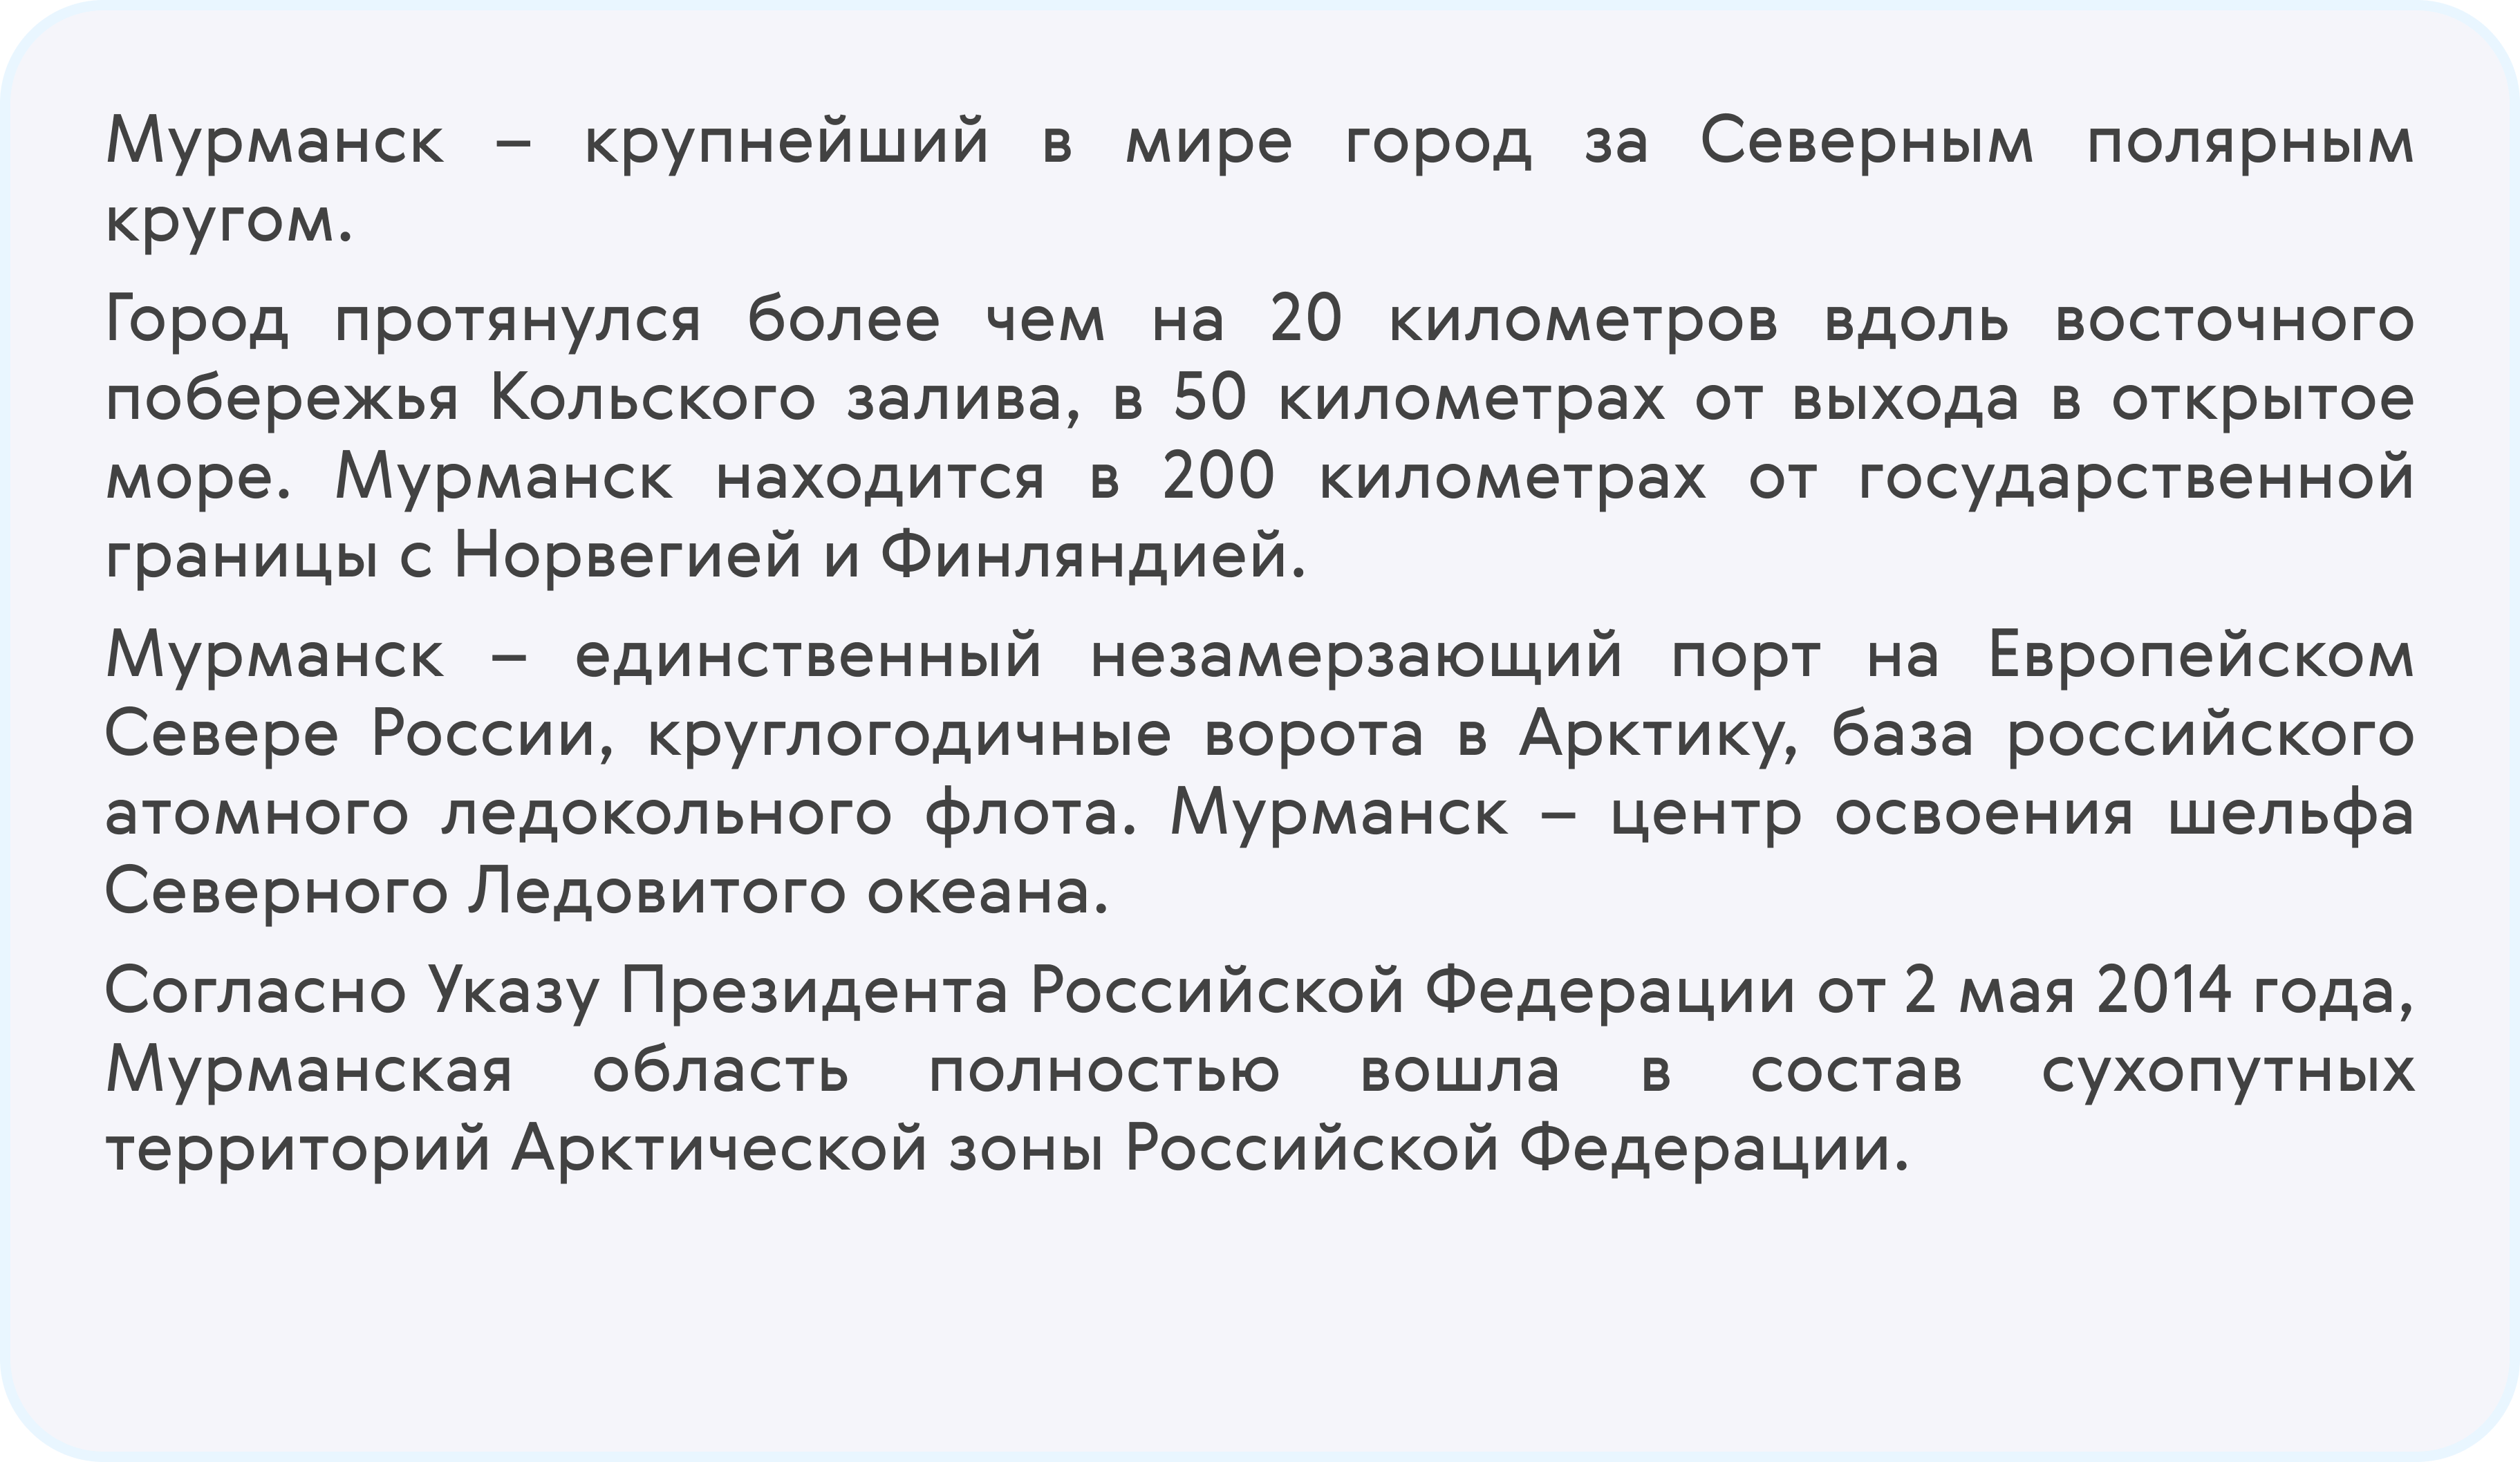 Мурманск – крупнейший в мире город за Северным полярным
кругом.
Город протянулся более чем на 20 километров вдоль восточного
побережья Кольского залива, в 50 километрах от выхода в открытое
море. Мурманск находится в 200 километрах от государственной
границы с Норвегией и Финляндией.
Мурманск – единственный незамерзающий порт на Европейском
Севере России, круглогодичные ворота в Арктику, база российского
атомного ледокольного флота. Мурманск – центр освоения шельфа
Северного Ледовитого океана.
Согласно Указу Президента Российской Федерации от 2 мая 2014 года,
Мурманская область полностью вошла в состав сухопутных
территорий Арктической зоны Российской Федерации.